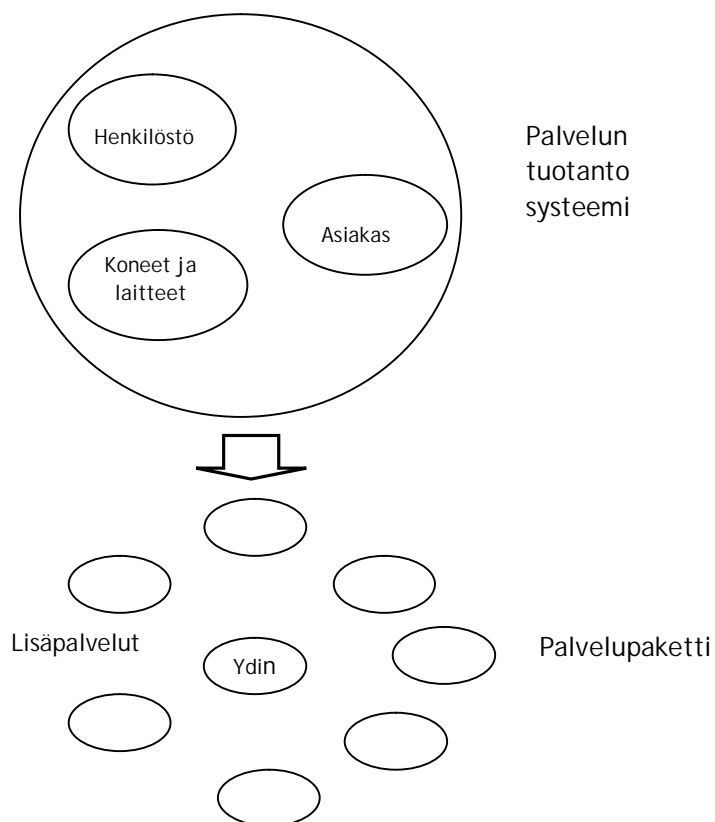 Henkilöstö
Palvelun
tuotanto
systeemi
Asiakas
Koneet ja
laitteet
Lisäpalvelut
Ydin
Palvelupaketti